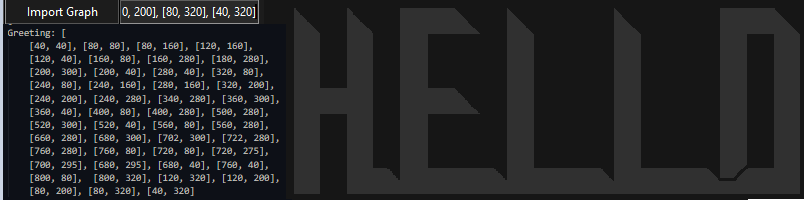 Import Graph
0, 200], [80, 320], [40, 320]
Greeting: [
[40, 40], [80, 80], [80, 160], [120, 160],
[120, 40], [160, 80], [160, 280], [180, 280],
[200, 300], [200, 40], [280, 40], [320, 80],
[240, 80], [240, 160], [280, 160], [320, 200],
[240, 200], [240, 280], [340, 280], [360, 300],
[360, 40], [400, 80], [400, 280], [500, 280],
[520, 300], [520, 40], [560, 80], [560, 280],
[660, 280], [680, 300], [702, 300], [722, 280],
[760, 280], [760, 80], [720, 80], [720, 275],
[700, 295], [680, 295], [680, 40], [760, 40],
[800, 80],  [800, 320], [120, 320], [120, 200],
[80, 200], [80, 320], [40, 320]
HELLO